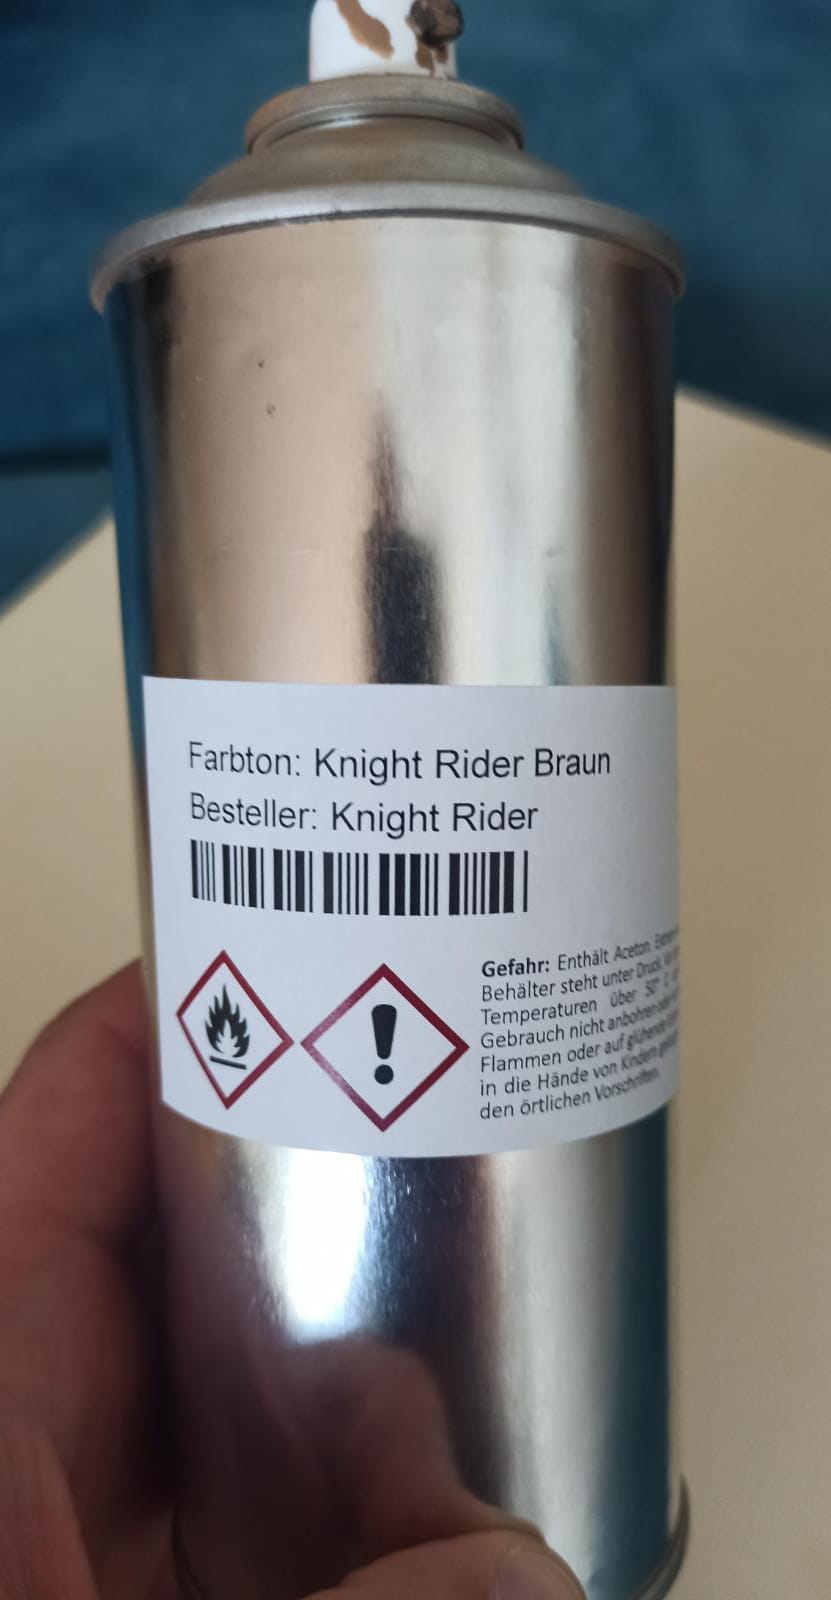 Farbton: Knight Rider Braun
Besteller: Knight Rider
Gefahr: Enthält Aceton.
Behälter steht unter Druck.
Temperaturen über 50° C
Gebrauch nicht anbohren
Flammen oder auf glühende
in die Hände von Kindern
den örtlichen Vorschriften.